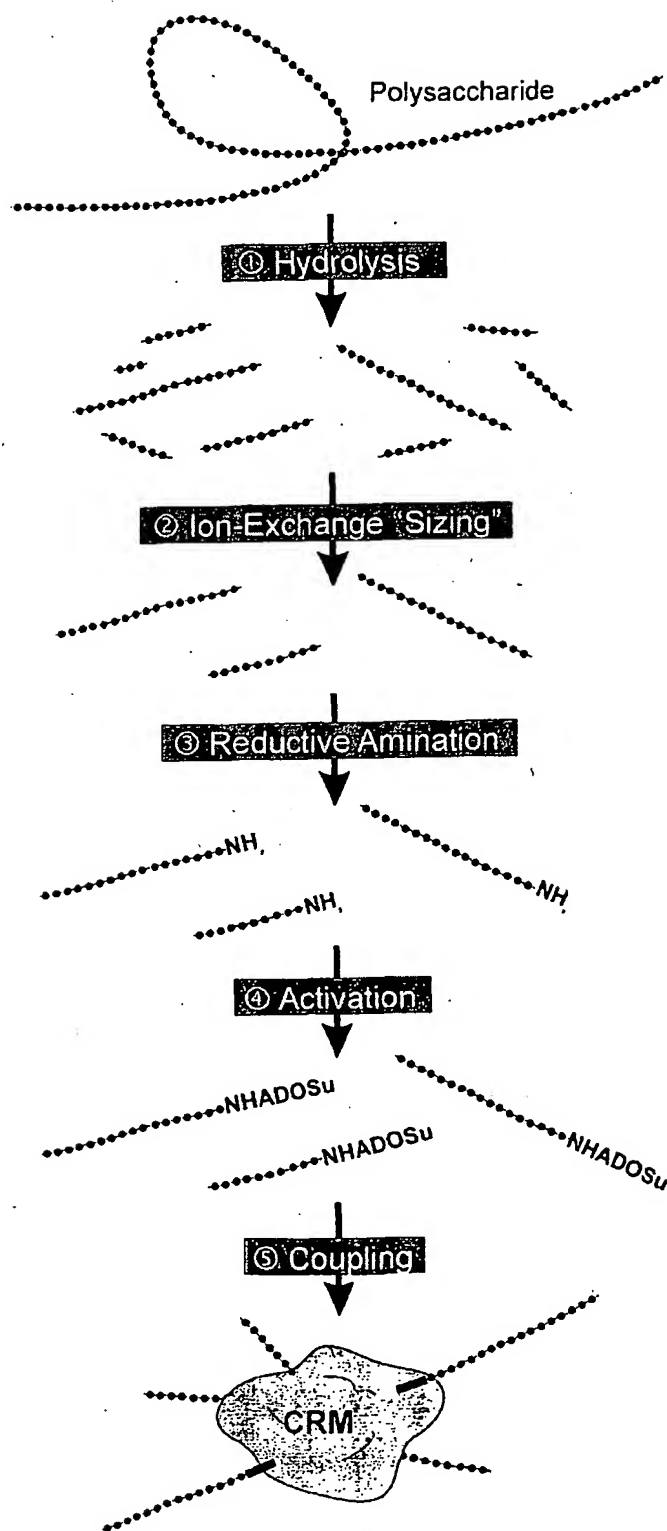 Polysaccharide
① Hydrolysis
② Ion-Exchange "Sizing"
③ Reductive Amination
NH,
NH,
NH,
④ Activation
NHADOSu
NHADOSu
NHADOSu
⑤ Coupling
CRM